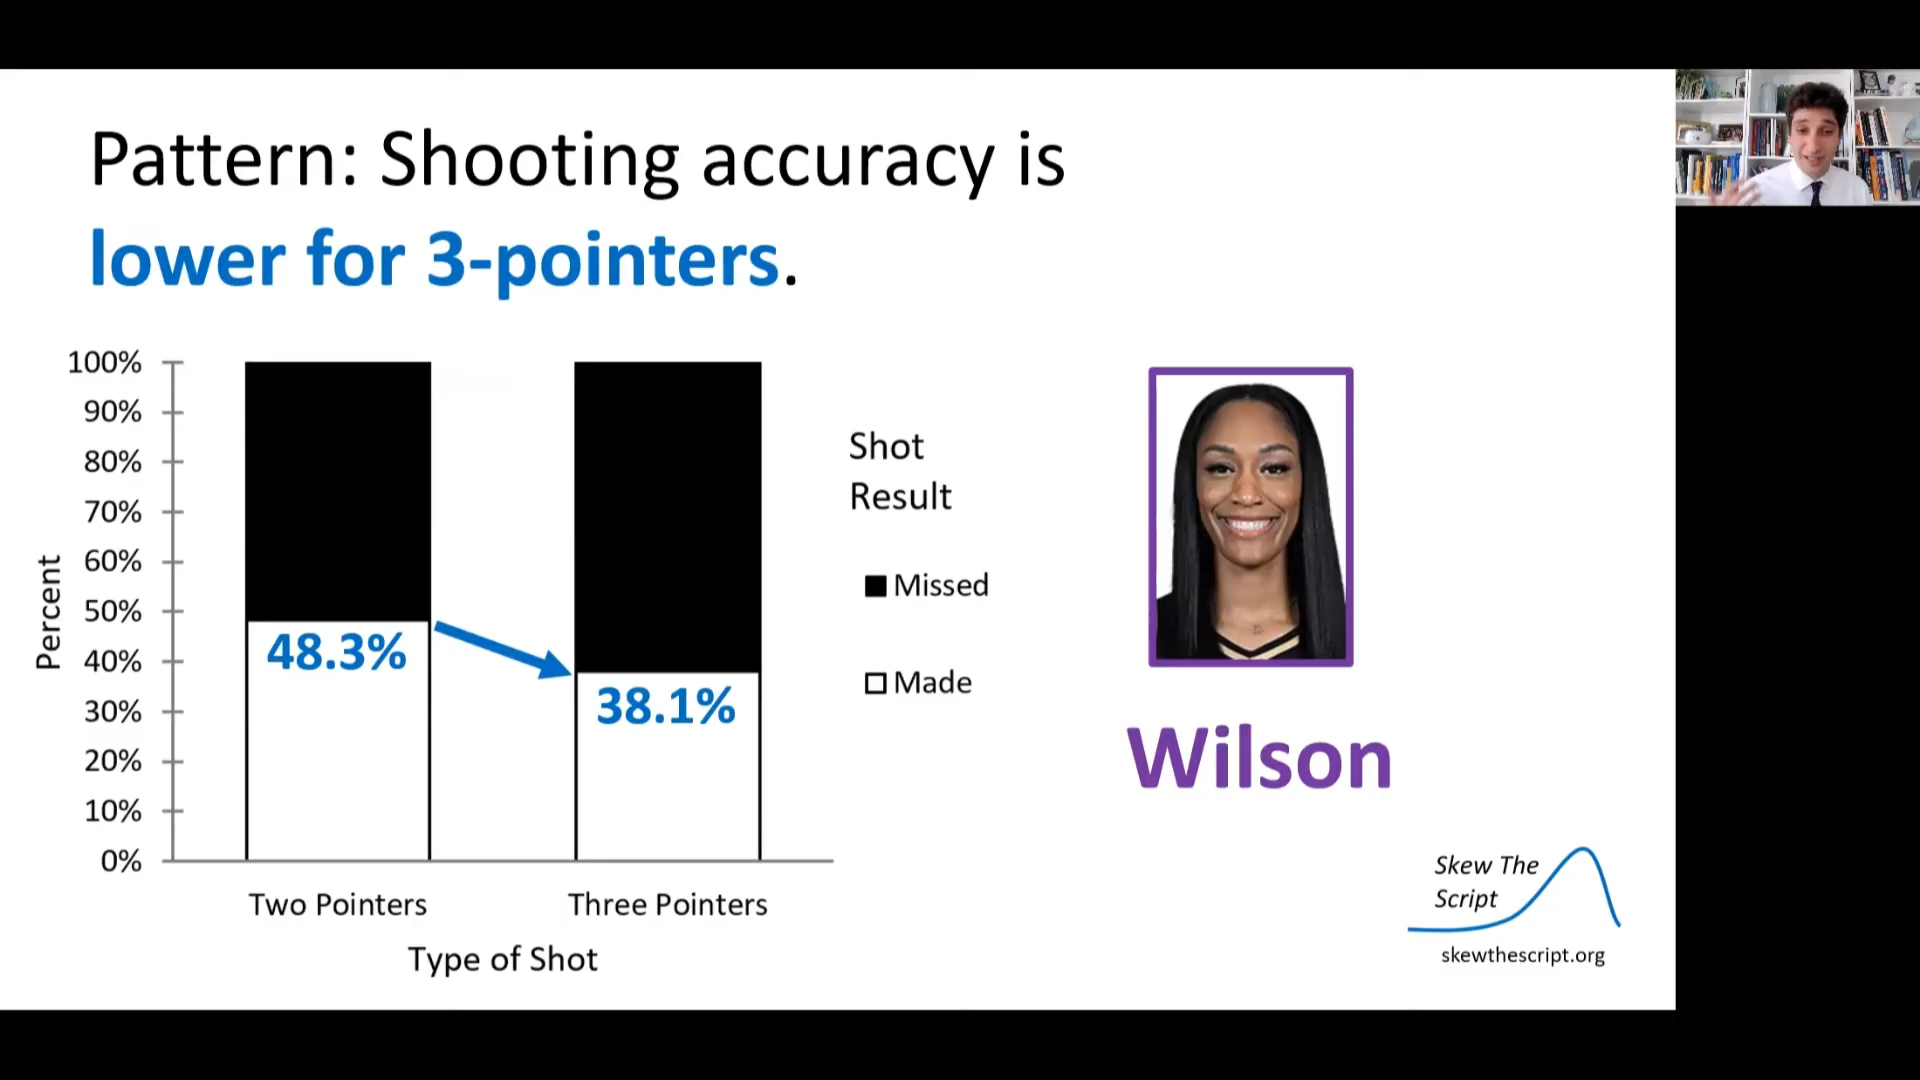 Pattern: Shooting accuracy is
lower for 3-pointers.
100%
90%
80%
70%
60%
50%
40%
30%
20%
10%
0%
Percent
48.3%
38.1%
Two Pointers
Three Pointers
Type of Shot
Shot
Result
Missed
Made
Wilson
Skew The
Script
skewthescript.org